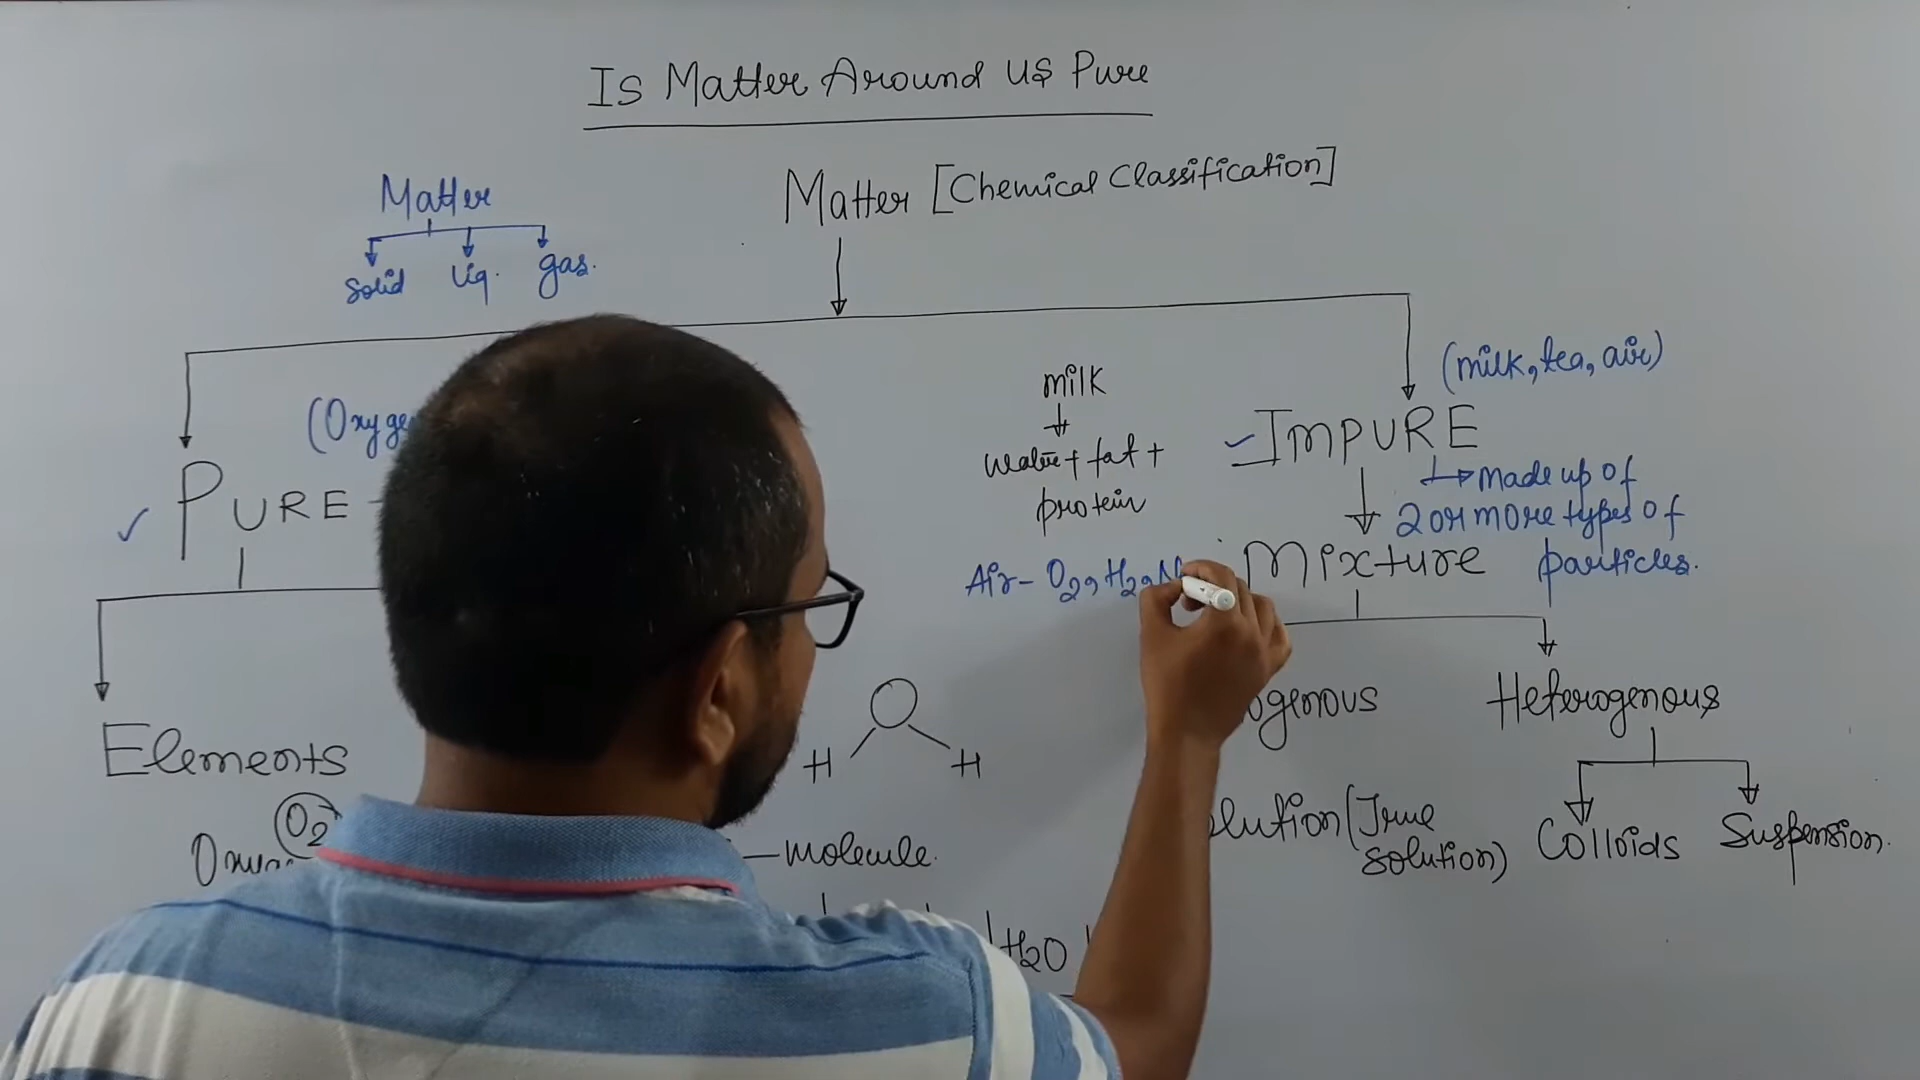 Is Matter Around US Pure
Matter [Chemical Classification]
Matter
Solid Liq. gas.
(milk, tea, air)
milk
IMPURE
water + fat +
protein
made up of
2 or more types of
particles.
PURE
Mixture
Air - O2, H2, N
Heterogenous
Elements
O2
H H
(True
solution)
Colloids Suspension.
molecule.
H2O